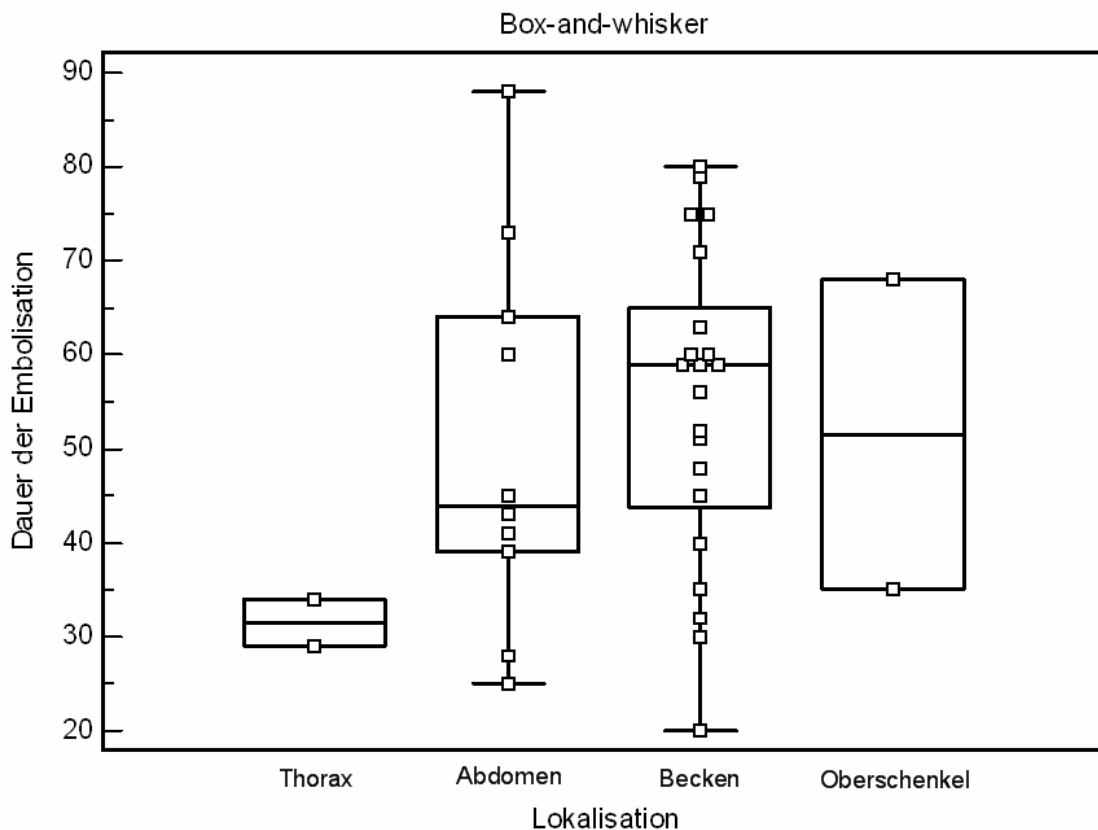 Box-and-whisker
Dauer der Embolisation
90
80
70
60
50
40
30
20
Thorax Abdomen Becken Oberschenkel
Lokalisation